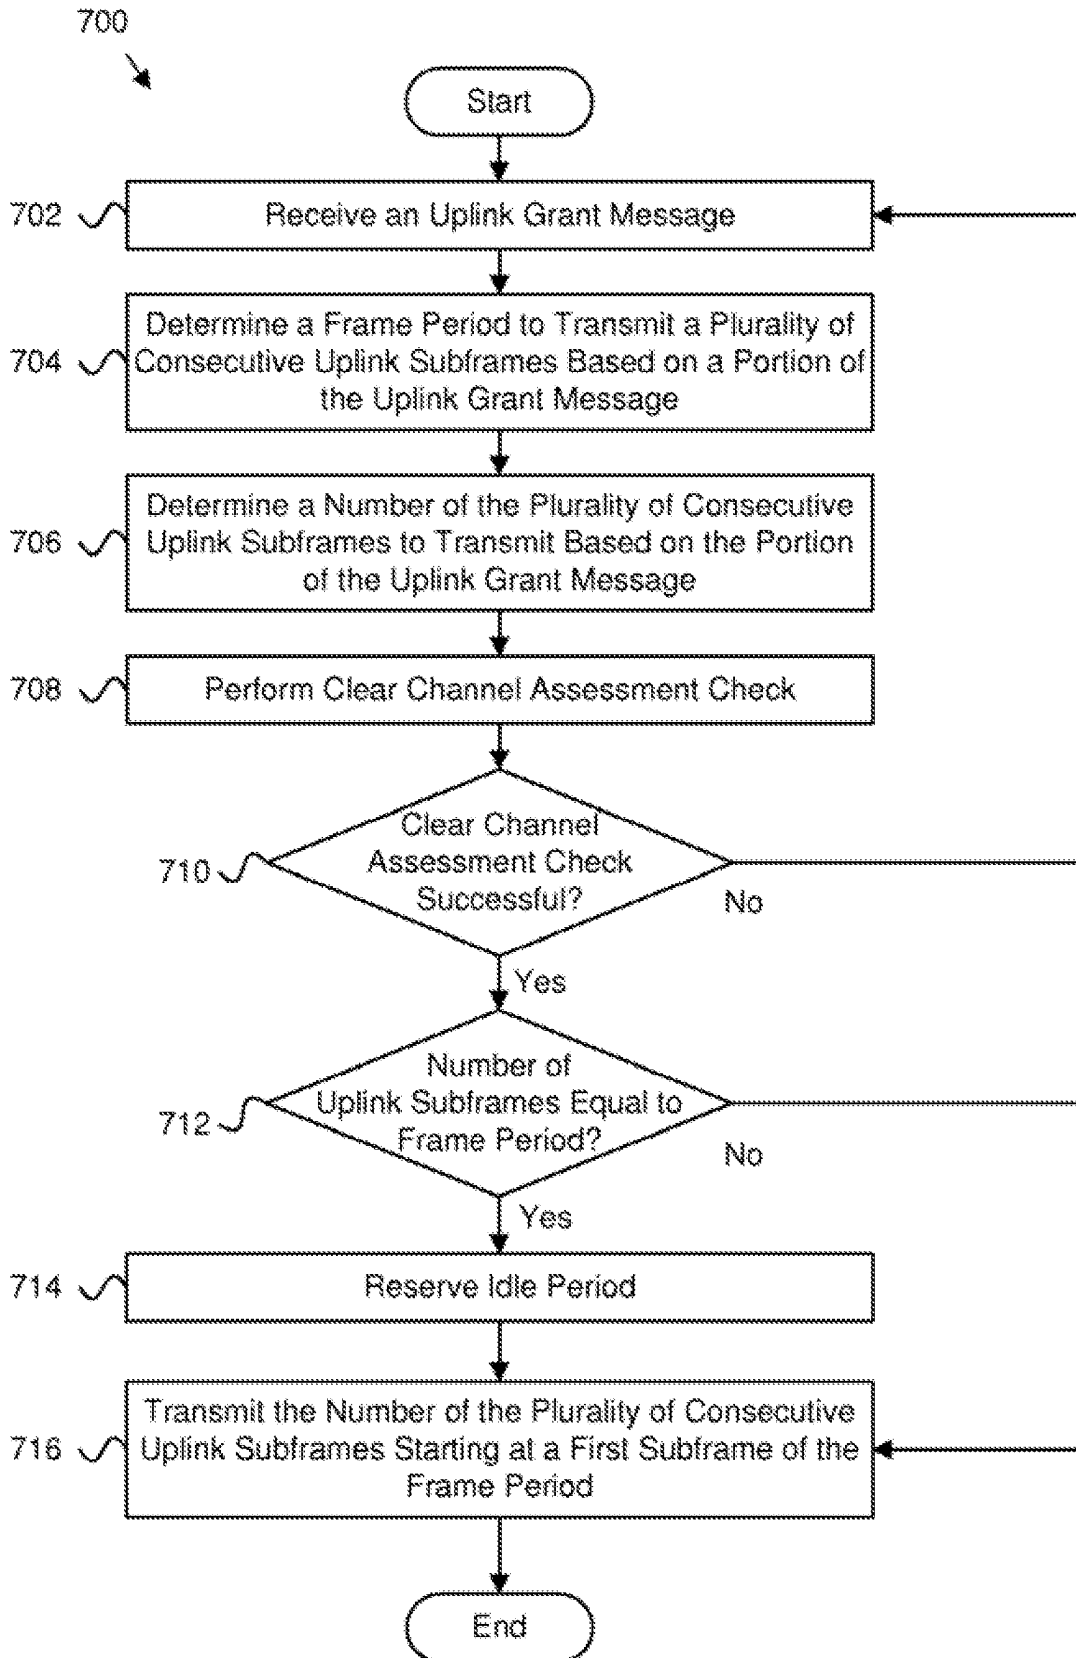 700
Start
702
Receive an Uplink Grant Message
704
Determine a Frame Period to Transmit a Plurality of
Consecutive Uplink Subframes Based on a Portion of
the Uplink Grant Message
706
Determine a Number of the Plurality of Consecutive
Uplink Subframes to Transmit Based on the Portion
of the Uplink Grant Message
708
Perform Clear Channel Assessment Check
710
Clear Channel
Assessment Check
Successful?
No
Yes
712
Number of
Uplink Subframes Equal to
Frame Period?
No
Yes
714
Reserve Idle Period
716
Transmit the Number of the Plurality of Consecutive
Uplink Subframes Starting at a First Subframe of the
Frame Period
End